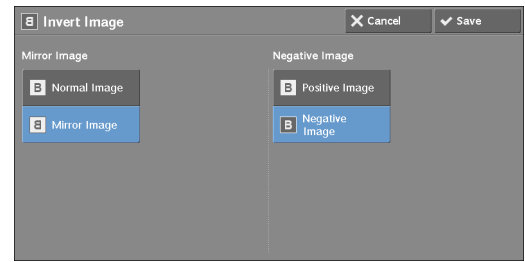 B Invert Image
Cancel
Save
Mirror Image
Negative Image
B Normal Image
B Mirror Image
B Positive Image
B Negative
Image